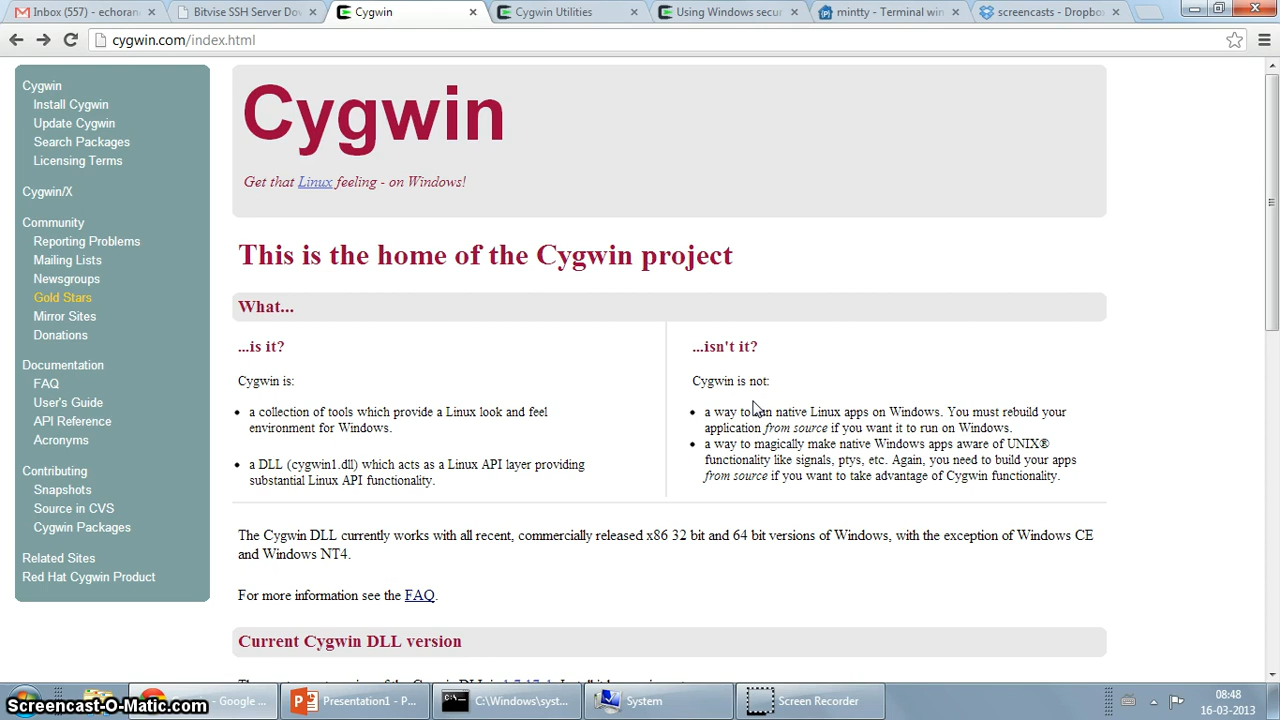 Inbox (557) - echoran
Bitvise SSH Server Dov
Cygwin
Cygwin Utilities
Using Windows secur
mintty - Terminal win
screencasts - Dropbox
cygwin.com/index.html
Cygwin
Install Cygwin
Update Cygwin
Search Packages
Licensing Terms
Cygwin/X
Community
Reporting Problems
Mailing Lists
Newsgroups
Gold Stars
Mirror Sites
Donations
Documentation
FAQ
User's Guide
API Reference
Acronyms
Contributing
Snapshots
Source in CVS
Cygwin Packages
Related Sites
Red Hat Cygwin Product
Cygwin
Get that Linux feeling - on Windows!
This is the home of the Cygwin project
What...
...is it?
Cygwin is:
• a collection of tools which provide a Linux look and feel
environment for Windows.
• a DLL (cygwin1.dll) which acts as a Linux API layer providing
substantial Linux API functionality.
...isn't it?
Cygwin is not:
• a way to run native Linux apps on Windows. You must rebuild your
application from source if you want it to run on Windows.
• a way to magically make native Windows apps aware of UNIX®
functionality like signals, ptys, etc. Again, you need to build your apps
from source if you want to take advantage of Cygwin functionality.
The Cygwin DLL currently works with all recent, commercially released x86 32 bit and 64 bit versions of Windows, with the exception of Windows CE
and Windows NT4.
For more information see the FAQ.
Current Cygwin DLL version
- Google ...
Presentation1 - P...
C:\Windows\syst...
System
Screen Recorder
08:48
16-03-2013
Screencast-O-Matic.com